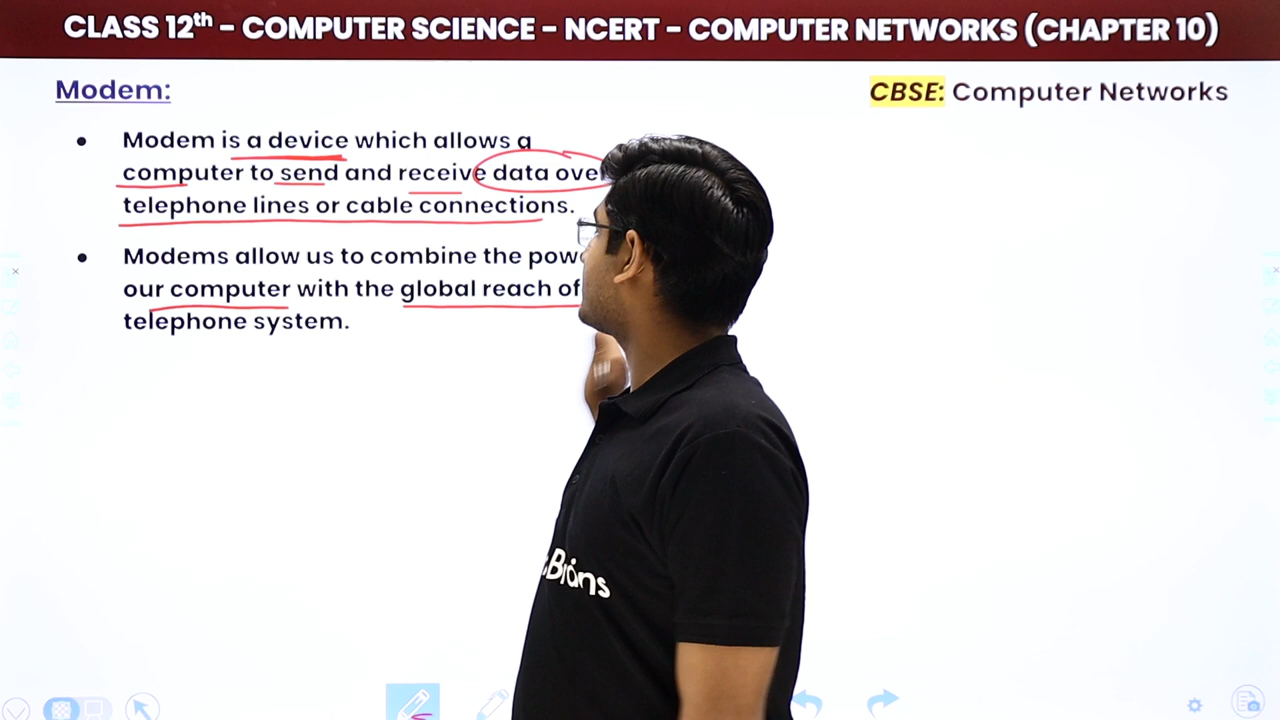 CLASS 12th – COMPUTER SCIENCE – NCERT – COMPUTER NETWORKS (CHAPTER 10)
Modem:
CBSE: Computer Networks
● Modem is a device which allows a
computer to send and receive data
telephone lines or cable connections.
● Modems allow us to combine the
our computer with the global reach of
telephone system.